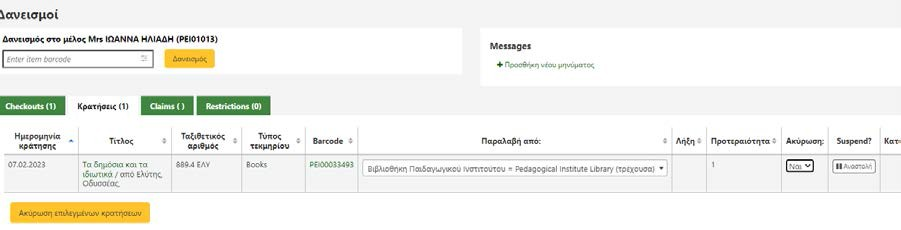 Δανεισμοί
Δανεισμός στο μέλος Mrs ΙΩΑΝΝΑ ΗΛΙΑΔΗ (PEI01013)
Enter item barcode
Δανεισμός
Messages
+ Προσθήκη νέου μηνύματος
Checkouts (1) Κρατήσεις (1) Claims ( ) Restrictions (0)
Ημερομηνία κράτησης Τίτλος Ταξιθετικός αριθμός Τύπος τεκμηρίου Barcode Παραλαβή από: Λήξη Προτεραιότητα Ακύρωση: Suspend?
07.02.2023 Τα δημόσια και τα 889.4 ΕΛΥ Books PEI00033493 Βιβλιοθήκη Παιδαγωγικού Ινστιτούτου = Pedagogical Institute Library (τρέχουσα) 1 Ναι Αναστολή
ιδιωτικά / από Ελύτης,
Οδυσσέας,
Ακύρωση επιλεγμένων κρατήσεων